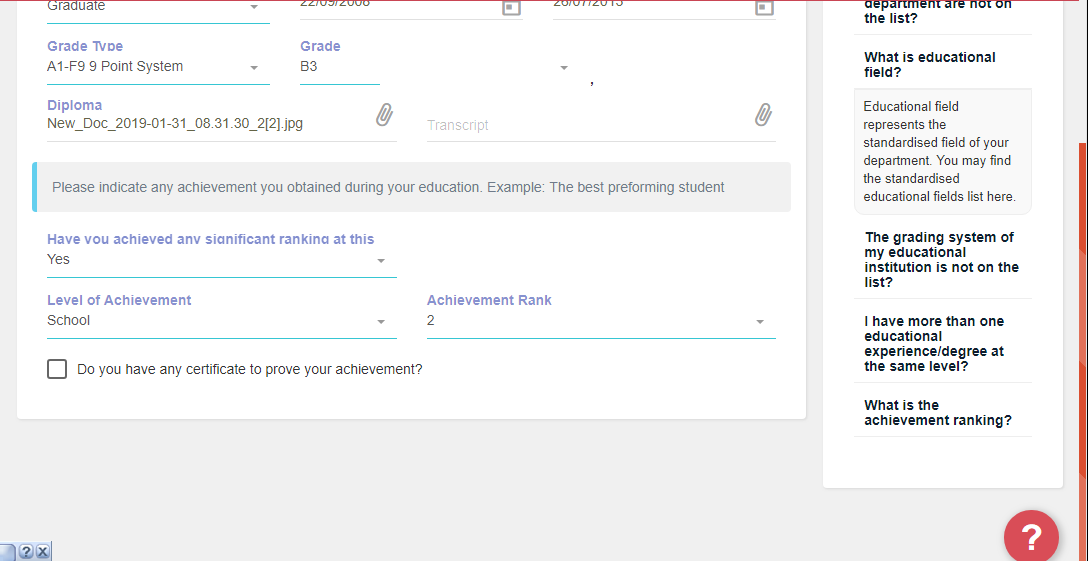 Graduate
22/09/2008
26/07/2013
Grade Type
Grade
A1-F9 9 Point System
B3
,
Diploma
New_Doc_2019-01-31_08.31.30_2[2].jpg
Transcript
Please indicate any achievement you obtained during your education. Example: The best preforming student
Have you achieved any significant ranking at this
Yes
Level of Achievement
Achievement Rank
School
2
Do you have any certificate to prove your achievement?
department are not on
the list?
What is educational
field?
Educational field
represents the
standardised field of your
department. You may find
the standardised
educational fields list here.
The grading system of
my educational
institution is not on the
list?
I have more than one
educational
experience/degree at
the same level?
What is the
achievement ranking?
?
? X